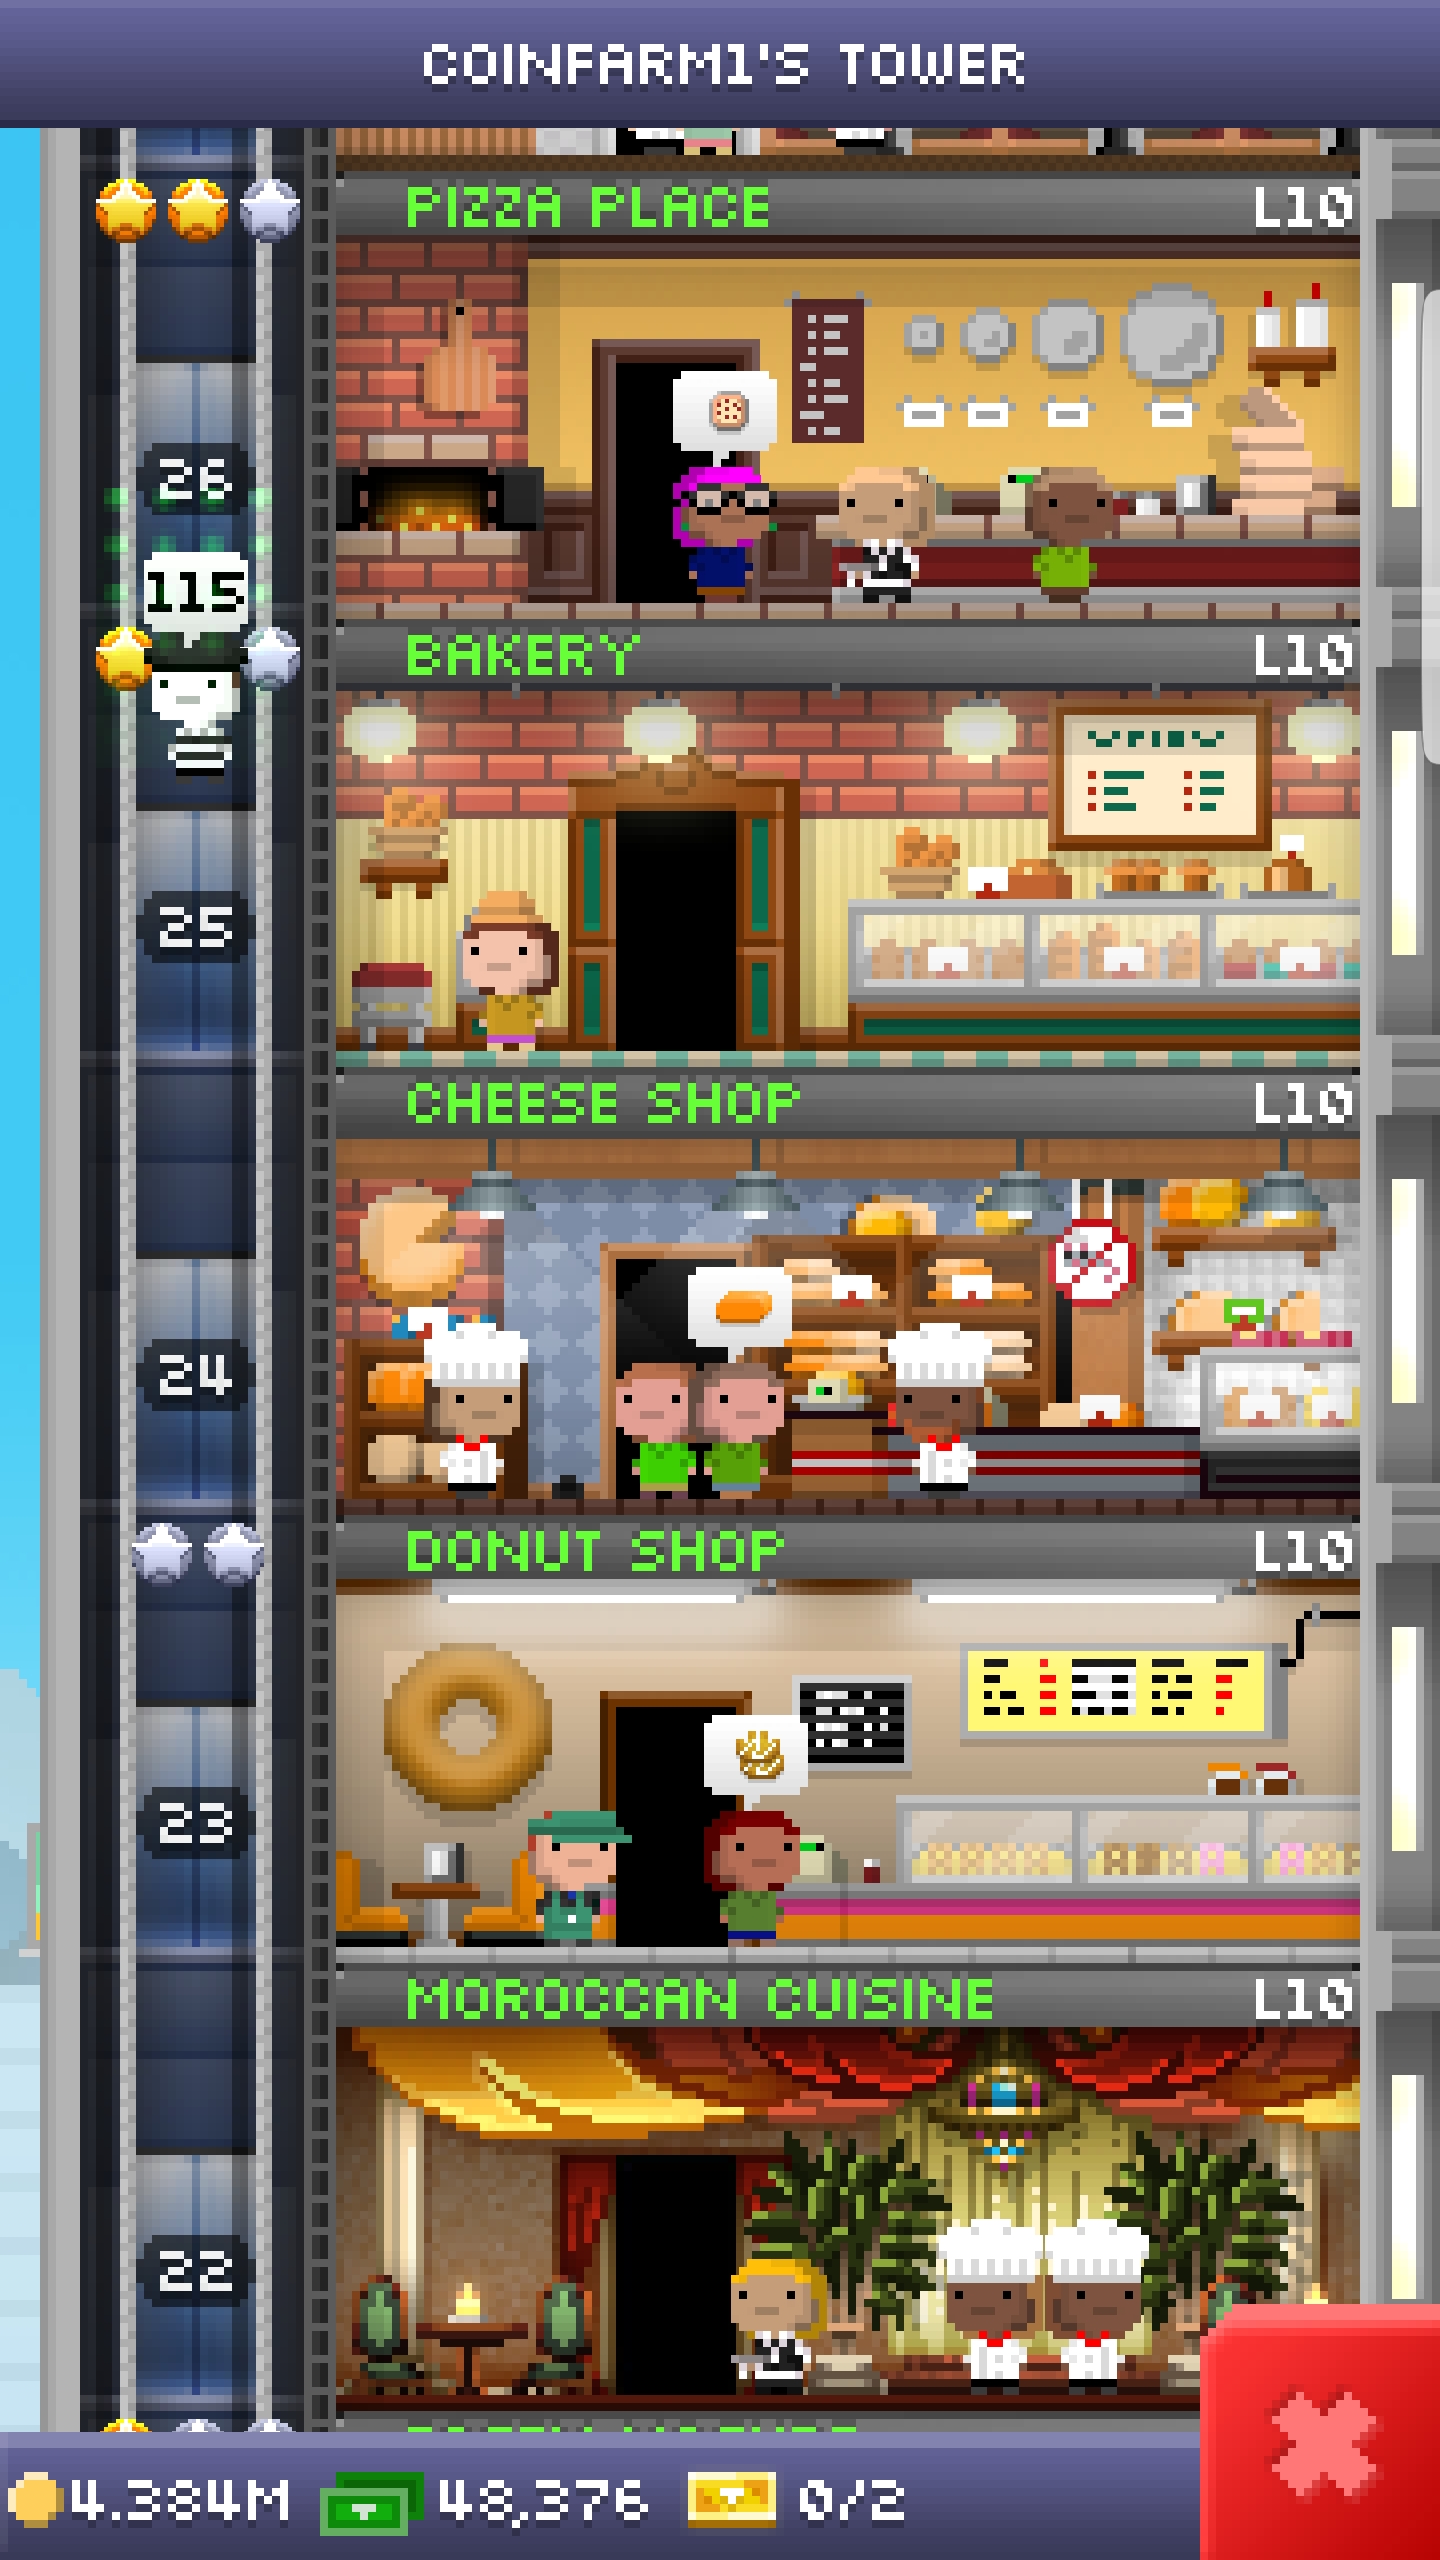 COINFARM1'S TOWER
PIZZA PLACE L10
26
115
BAKERY L10
25
CHEESE SHOP L10
24
DONUT SHOP L10
23
MOROCCAN CUISINE L10
22
4.384M 48,376 0/2